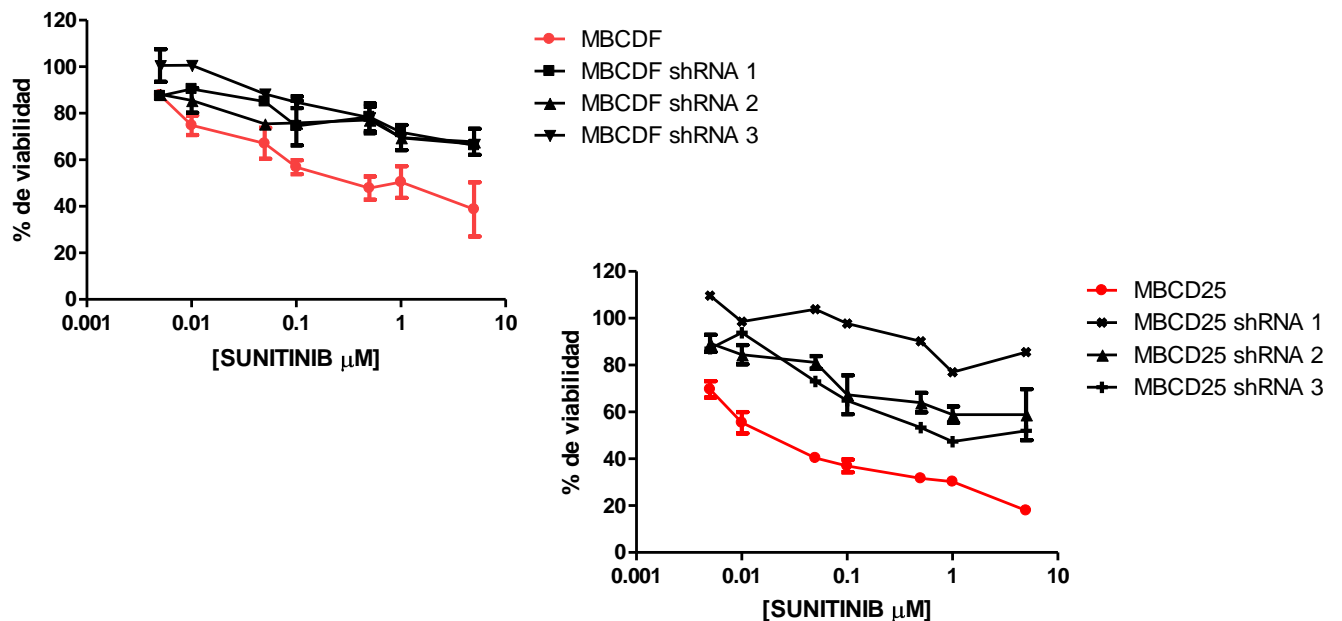 120
100
80
60
40
20
0
% de viabilidad
0.001
0.01
0.1
1
10
[SUNITINIB μM]
MBCDF
MBCDF shRNA 1
MBCDF shRNA 2
MBCDF shRNA 3
120
100
80
60
40
20
0
% de viabilidad
0.001
0.01
0.1
1
10
[SUNITINIB μM]
MBCD25
MBCD25 shRNA 1
MBCD25 shRNA 2
MBCD25 shRNA 3